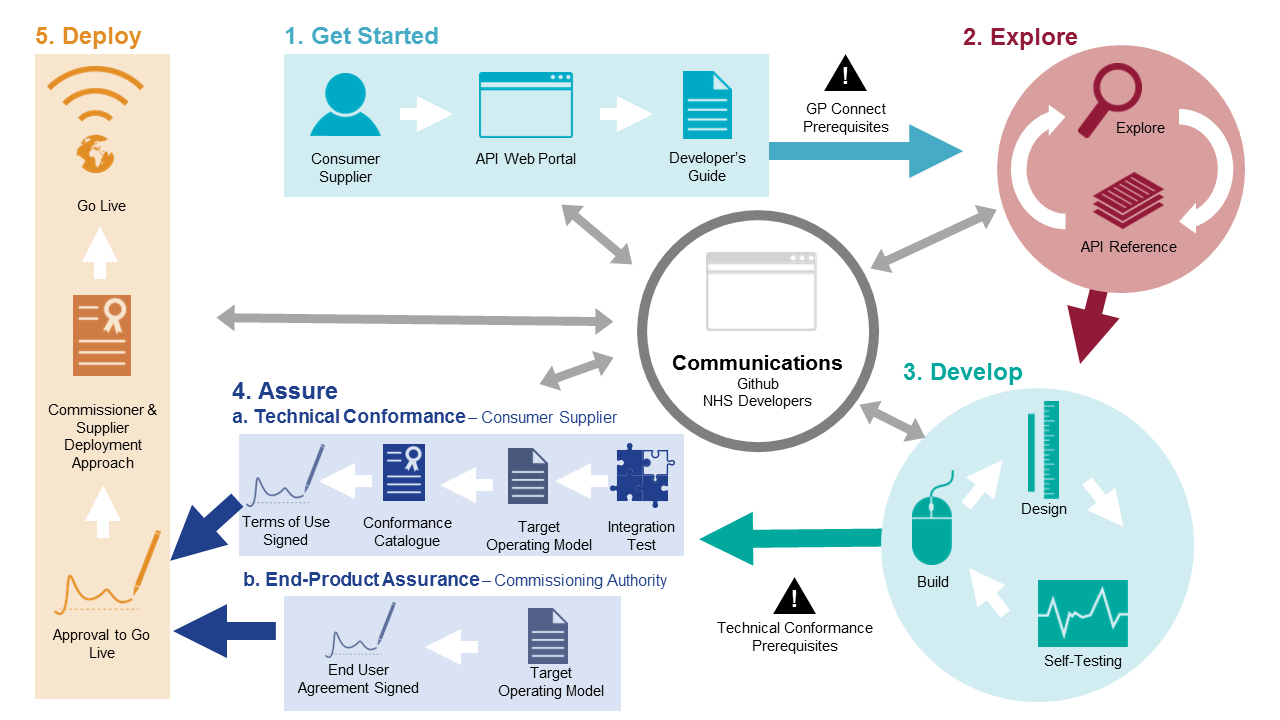 5. Deploy
Go Live
Commissioner &
Supplier
Deployment
Approach
Approval to Go
Live
1. Get Started
Consumer
Supplier
API Web Portal
Developer's
Guide
!
GP Connect
Prerequisites
2. Explore
Explore
API Reference
Communications
Github
NHS Developers
3. Develop
Design
Build
Self-Testing
!
Technical Conformance
Prerequisites
4. Assure
a. Technical Conformance – Consumer Supplier
Terms of Use
Signed
Conformance
Catalogue
Target
Operating Model
Integration
Test
b. End-Product Assurance – Commissioning Authority
End User
Agreement Signed
Target
Operating Model